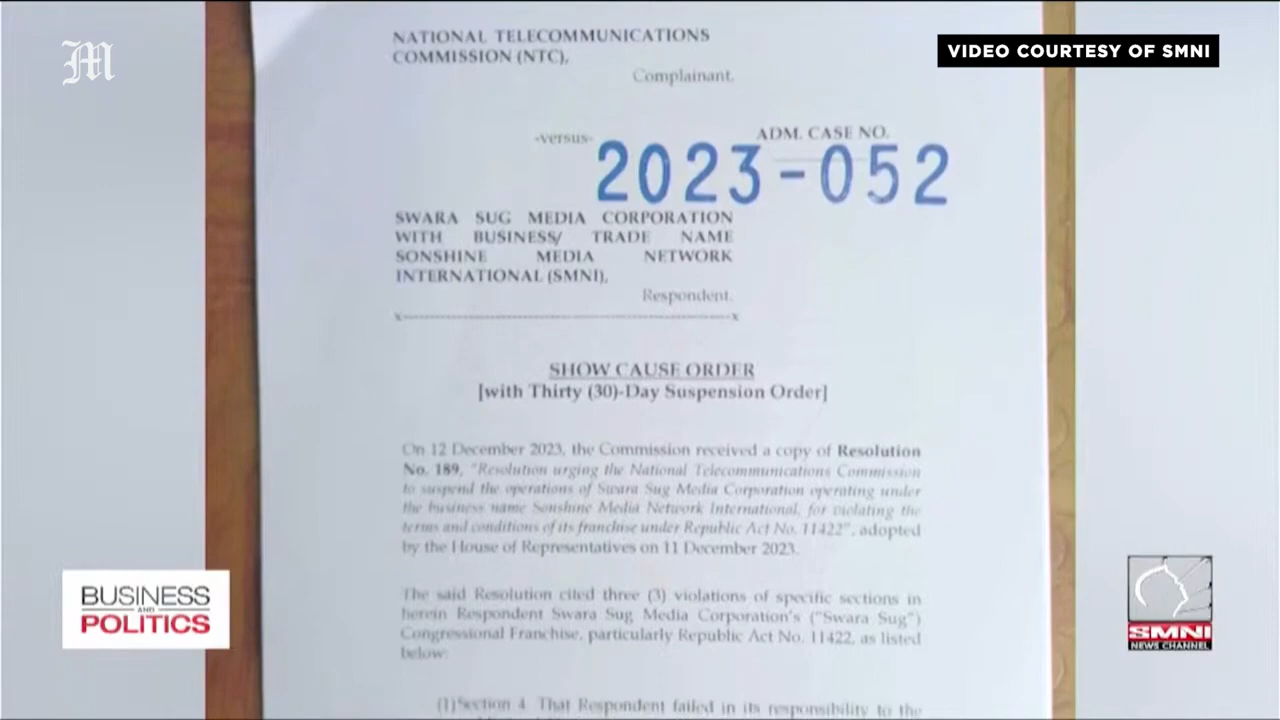 M
VIDEO COURTESY OF SMNI
NATIONAL TELECOMMUNICATIONS
COMMISSION (NTC),
Complainant.
-versus-
ADM. CASE NO.
2023-052
SWARA SUG MEDIA CORPORATION
WITH BUSINESS/ TRADE NAME
SONSHINE MEDIA NETWORK
INTERNATIONAL (SMNI),
Respondent.
x--------------------------------------------------x
SHOW CAUSE ORDER
[with Thirty (30)-Day Suspension Order]
On 12 December 2023, the Commission received a copy of Resolution
No. 189, "Resolution urging the National Telecommunications Commission
to suspend the operations of Swara Sug Media Corporation operating under
the business name Sonshine Media Network International, for violating the
terms and conditions of its franchise under Republic Act No. 11422", adopted
by the House of Representatives on 11 December 2023.
The said Resolution cited three (3) violations of specific sections in
herein Respondent Swara Sug Media Corporation's ("Swara Sug")
Congressional Franchise, particularly Republic Act No. 11422, as listed
below:
(1)Section 4. That Respondent failed in its responsibility to the
BUSINESS
AND
POLITICS
SMNI
NEWS CHANNEL